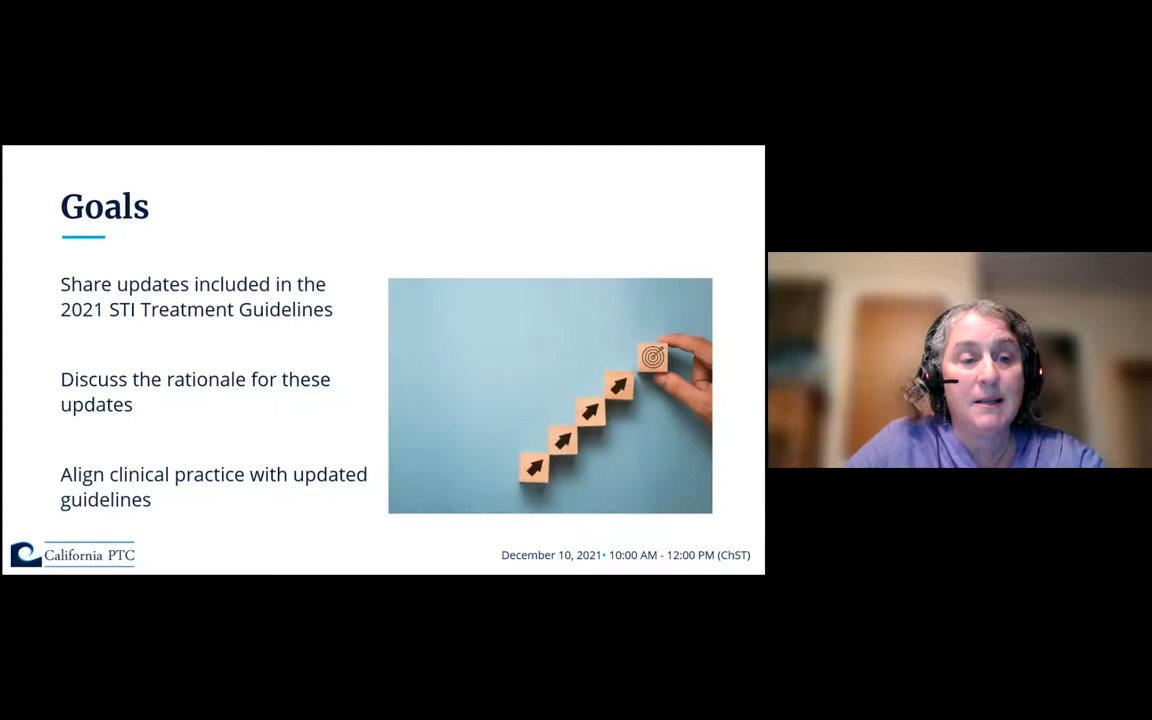 Goals
Share updates included in the
2021 STI Treatment Guidelines
Discuss the rationale for these
updates
Align clinical practice with updated
guidelines
California PTC
December 10, 2021• 10:00 AM - 12:00 PM (ChST)